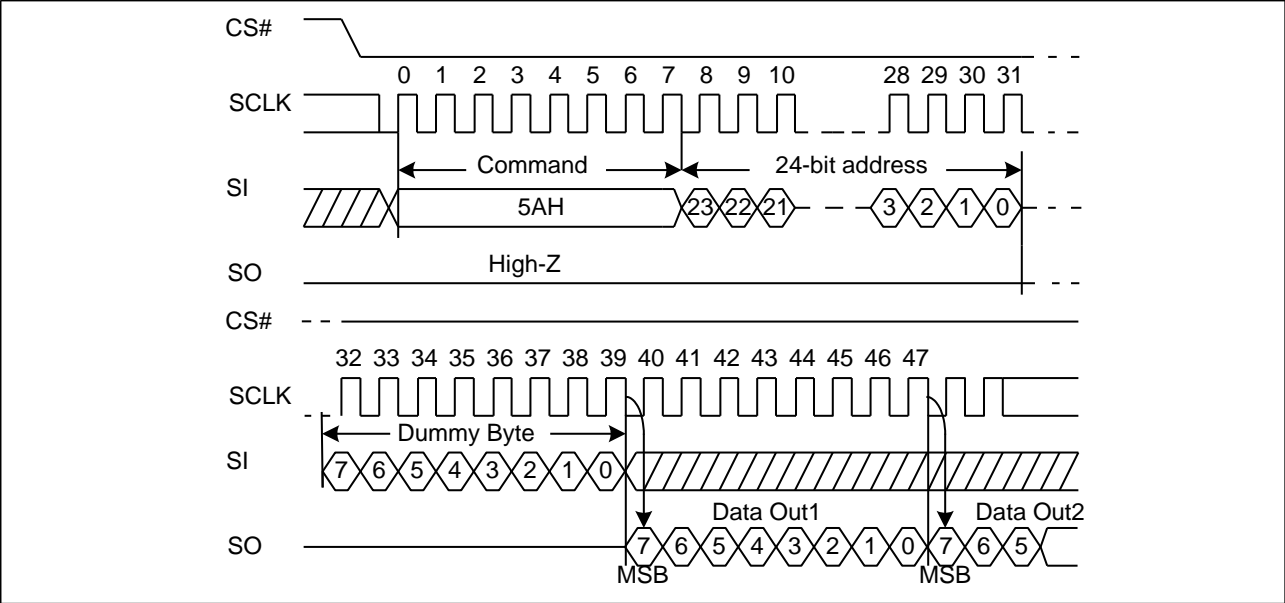 CS#
0 1 2 3 4 5 6 7 8 9 10 28 29 30 31
SCLK
Command 24-bit address
SI
5AH 23 22 21 3 2 1 0
High-Z
SO
CS#
32 33 34 35 36 37 38 39 40 41 42 43 44 45 46 47
SCLK
Dummy Byte
SI
7 6 5 4 3 2 1 0
Data Out1 Data Out2
SO
7 6 5 4 3 2 1 0 7 6 5
MSB MSB